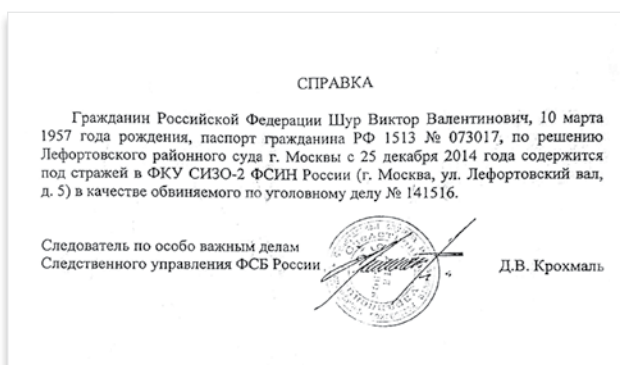 СПРАВКА
Гражданин Российской Федерации Шур Виктор Валентинович, 10 марта
1957 года рождения, паспорт гражданина РФ 1513 № 073017, по решению
Лефортовского районного суда г. Москвы с 25 декабря 2014 года содержится
под стражей в ФКУ СИЗО-2 ФСИН России (г. Москва, ул. Лефортовский вал,
д. 5) в качестве обвиняемого по уголовному делу № 141516.
Следователь по особо важным делам
Следственного управления ФСБ России
Д.В. Крохмаль